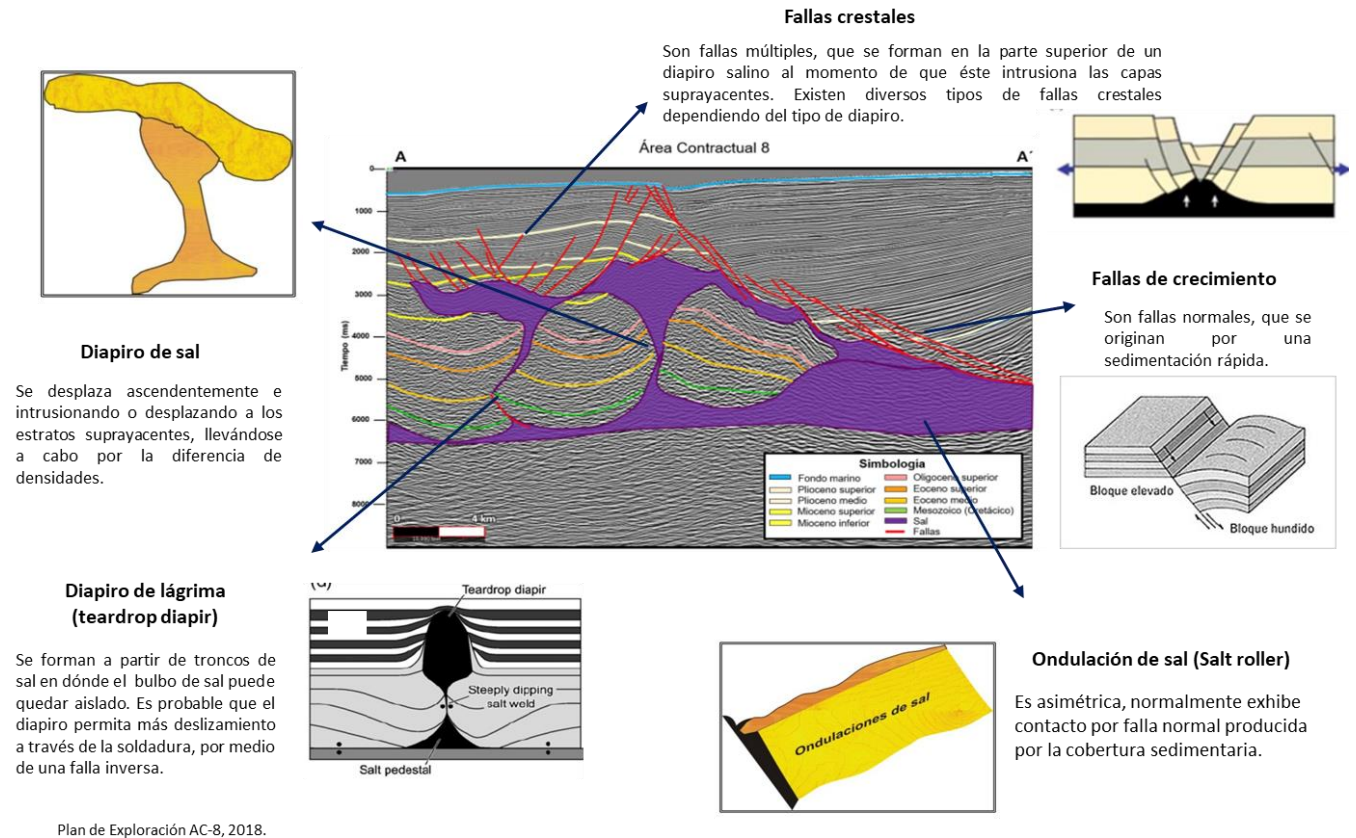 Fallas crestales
Son fallas múltiples, que se forman en la parte superior de un
diapiro salino al momento de que éste intrusiona las capas
suprayacentes. Existen diversos tipos de fallas crestales
dependiendo del tipo de diapiro.
Área Contractual 8
A
A´
0
1000
2000
3000
4000
5000
6000
7000
Tiempo (ms)
0
4 km
Simbologia
Fondo marino
Plioceno superior
Plioceno medio
Mioceno superior
Mioceno inferior
Oligoceno superior
Eoceno superior
Eoceno medio
Mesozoico (Cretácico)
Sal
Fallas
Fallas de crecimiento
Son fallas normales, que se
originan por una
sedimentación rápida.
Bloque elevado
Bloque hundido
Diapiro de sal
Se desplaza ascendentemente e
intrusionando o desplazando a los
estratos suprayacentes, llevándose
a cabo por la diferencia de
densidades.
Diapiro de lágrima
(teardrop diapir)
Se forman a partir de troncos de
sal en dónde el bulbo de sal puede
quedar aislado. Es probable que el
diapiro permita más deslizamiento
a través de la soldadura, por medio
de una falla inversa.
Teardrop diapir
Steeply dipping
salt weld
Salt pedestal
Ondulaciones de sal
Ondulación de sal (Salt roller)
Es asimétrica, normalmente exhibe
contacto por falla normal producida
por la cobertura sedimentaria.
Plan de Exploración AC-8, 2018.